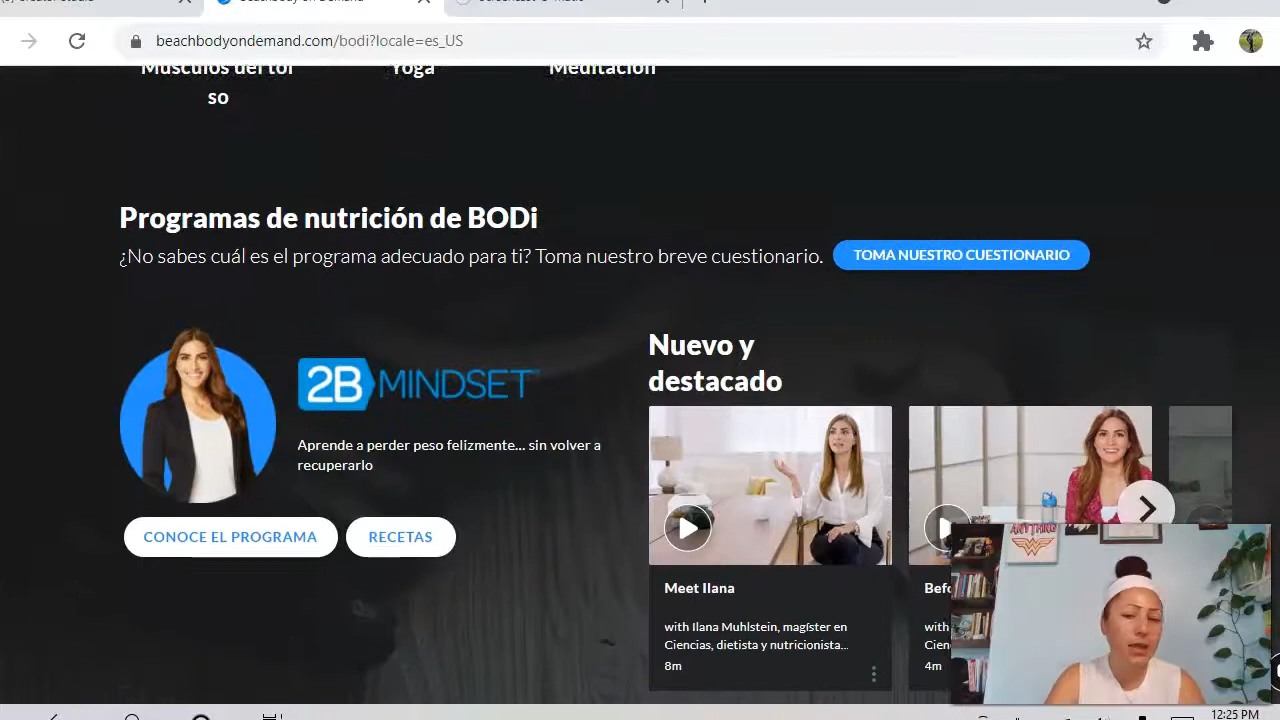 beachbodyondemand.com/bodi?locale=es_US
Músculos del tor
so
Yoga
Meditación
Programas de nutrición de BODi
¿No sabes cuál es el programa adecuado para ti? Toma nuestro breve cuestionario.
TOMA NUESTRO CUESTIONARIO
2B MINDSET
Aprende a perder peso felizmente... sin volver a
recuperarlo
CONOCE EL PROGRAMA
RECETAS
Nuevo y
destacado
Meet Ilana
with Ilana Muhlstein, magíster en
Ciencias, dietista y nutricionista...
8m
with
4m
12:25 PM